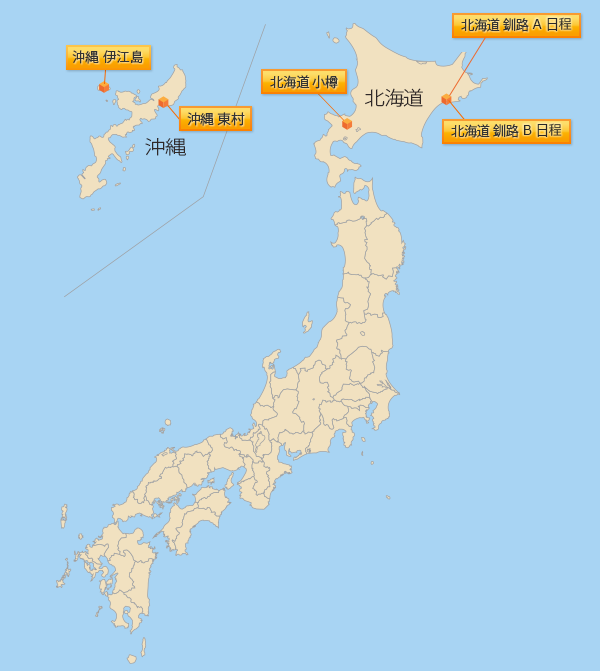 北海道 釧路 A 日程
沖縄 伊江島
北海道 小樽
北海道
沖縄 東村
北海道 釧路 B 日程
沖縄